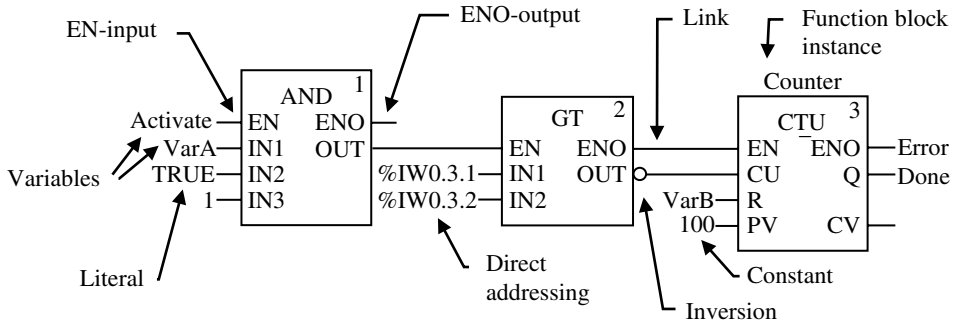 EN-input
ENO-output
Link
Function block
instance
AND
1
Activate
EN
ENO
VarA
IN1
OUT
TRUE
IN2
1
IN3
Variables
Literal
GT
2
EN
ENO
%IW0.3.1
IN1
OUT
%IW0.3.2
IN2
Direct
addressing
Counter
3
CTU
EN
ENO
Error
CU
Q
Done
VarB
R
100
PV
CV
Constant
Inversion